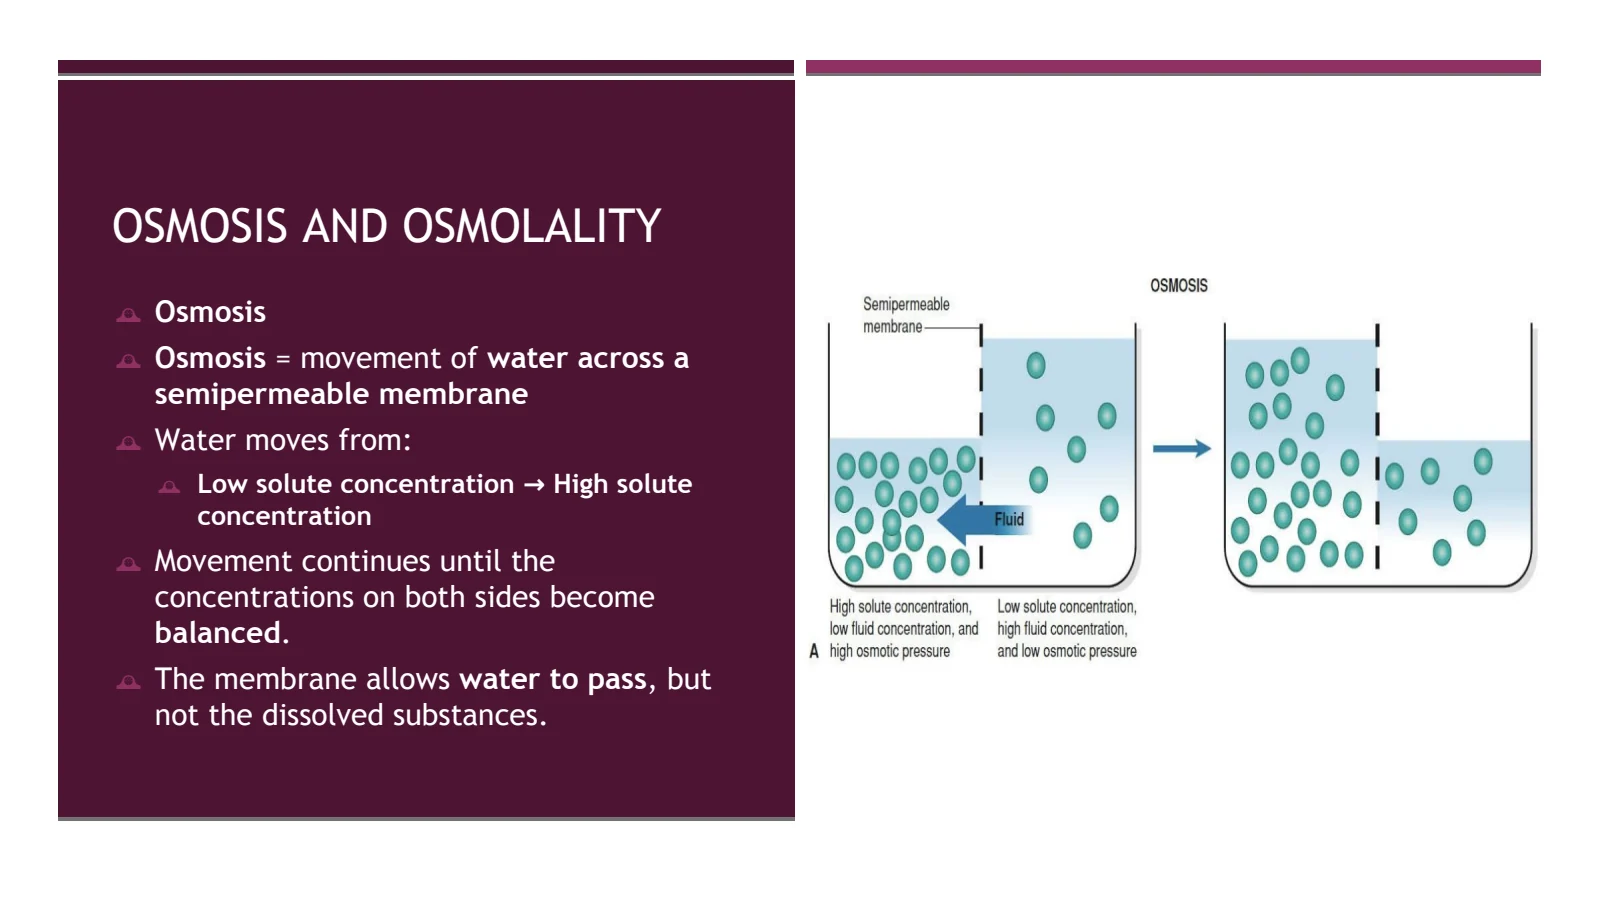 OSMOSIS AND OSMOLALITY
Osmosis
Osmosis = movement of water across a
semipermeable membrane
Water moves from:
Low solute concentration → High solute
concentration
Movement continues until the
concentrations on both sides become
balanced.
The membrane allows water to pass, but
not the dissolved substances.
OSMOSIS
Semipermeable
membrane
Fluid
High solute concentration,
low fluid concentration, and
high osmotic pressure
Low solute concentration,
high fluid concentration,
and low osmotic pressure
A